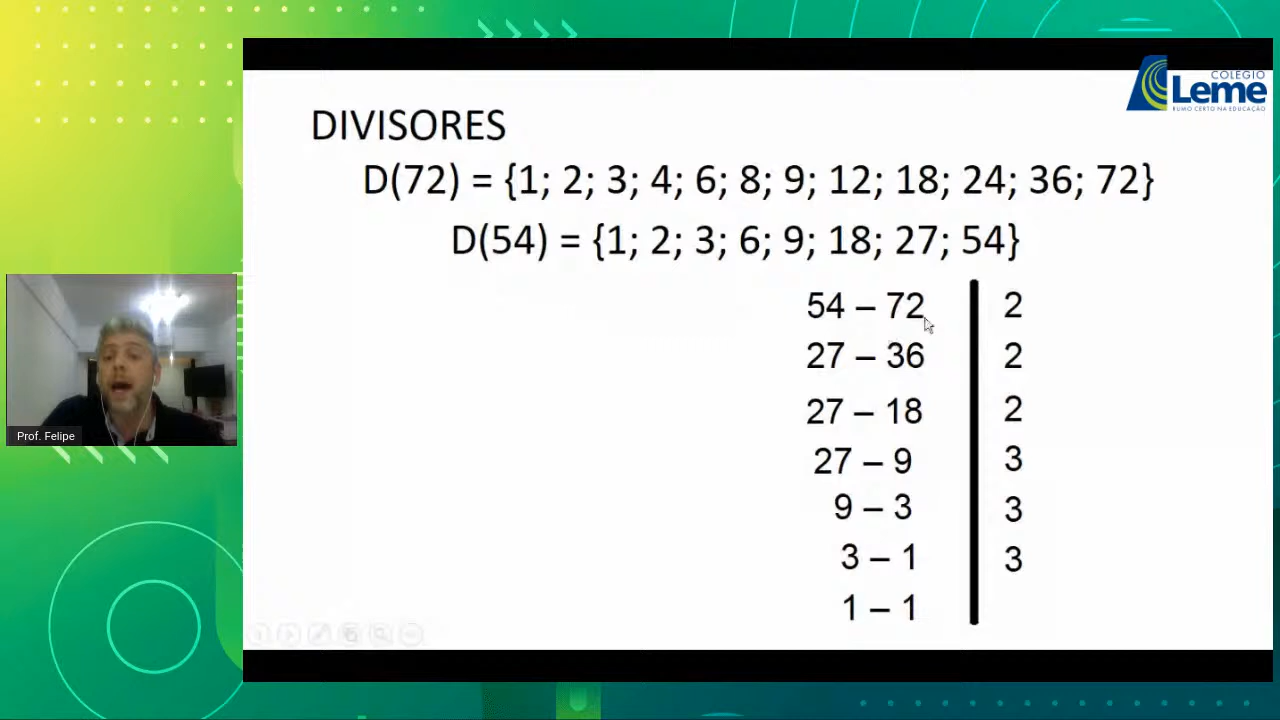 COLEGIO
Leme
RUMO CERTO NA EDUCAÇÃO
DIVISORES
D(72) = {1; 2; 3; 4; 6; 8; 9; 12; 18; 24; 36; 72}
D(54) = {1; 2; 3; 6; 9; 18; 27; 54}
54 – 72 2
27 – 36 2
27 – 18 2
27 – 9 3
9 – 3 3
3 – 1 3
1 – 1
Prof. Felipe